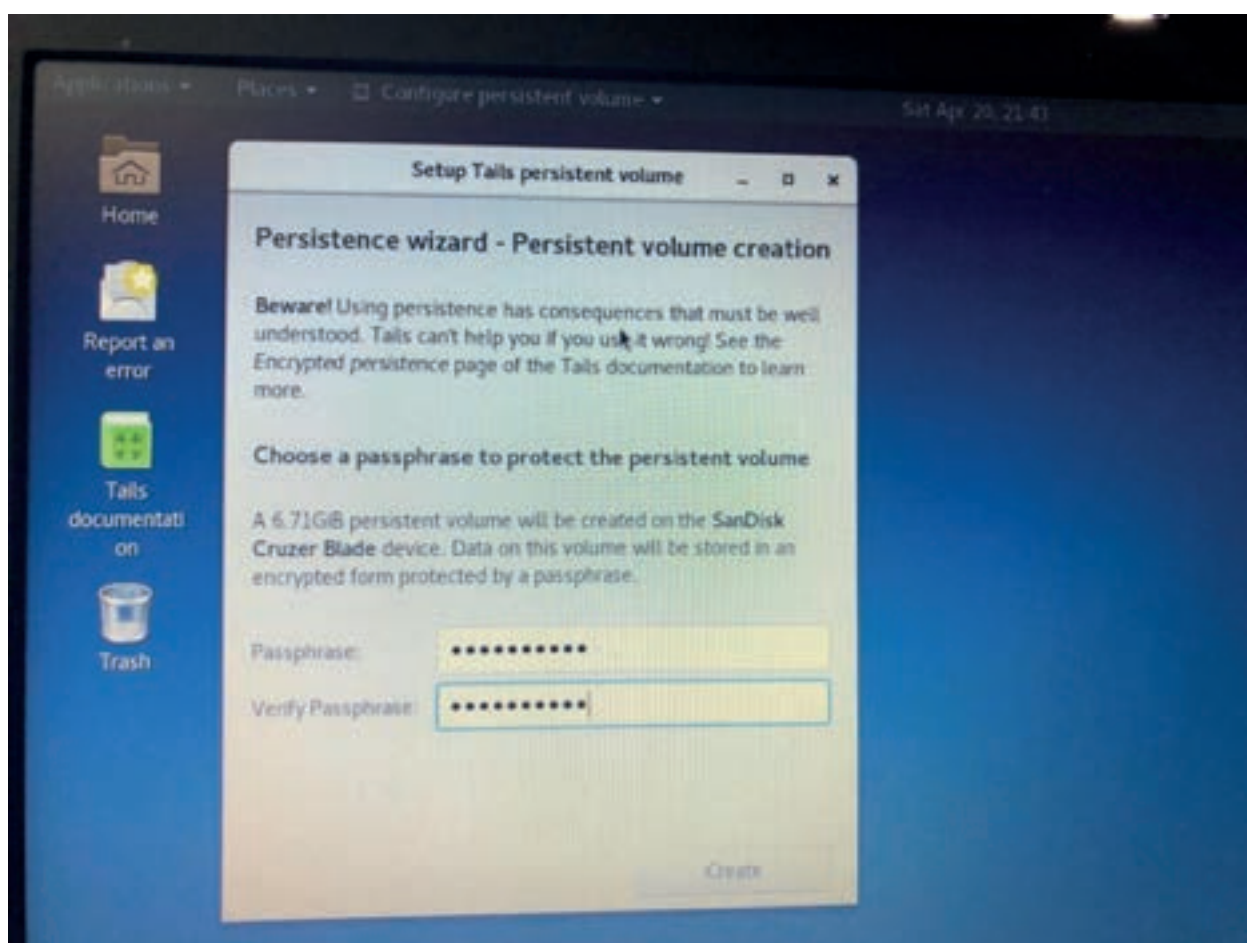 Applications
Places
Configure persistent volume
Sat Apr 20, 21:43
Home
Report an
error
Tails
documentati
on
Trash
Setup Tails persistent volume
Persistence wizard - Persistent volume creation
Beware! Using persistence has consequences that must be well
understood. Tails can't help you if you use it wrong! See the
Encrypted persistence page of the Tails documentation to learn
more.
Choose a passphrase to protect the persistent volume
A 6.71GiB persistent volume will be created on the SanDisk
Cruzer Blade device. Data on this volume will be stored in an
encrypted form protected by a passphrase.
Passphrase:
Verify Passphrase:
Create